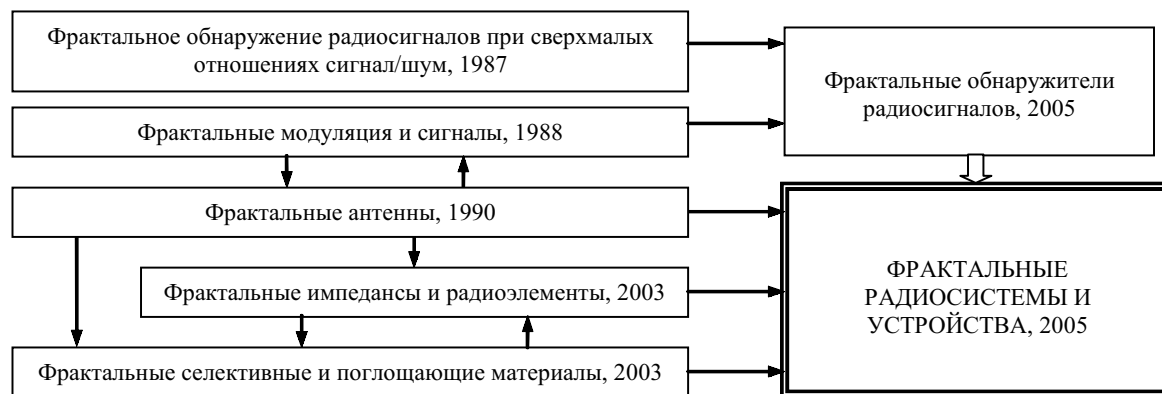 Фрактальное обнаружение радиосигналов при сверхмалых
отношениях сигнал/шум, 1987
Фрактальные обнаружители
радиосигналов, 2005
Фрактальные модуляция и сигналы, 1988
Фрактальные антенны, 1990
Фрактальные импедансы и радиоэлементы, 2003
Фрактальные селективные и поглощающие материалы, 2003
ФРАКТАЛЬНЫЕ
РАДИОСИСТЕМЫ И
УСТРОЙСТВА, 2005